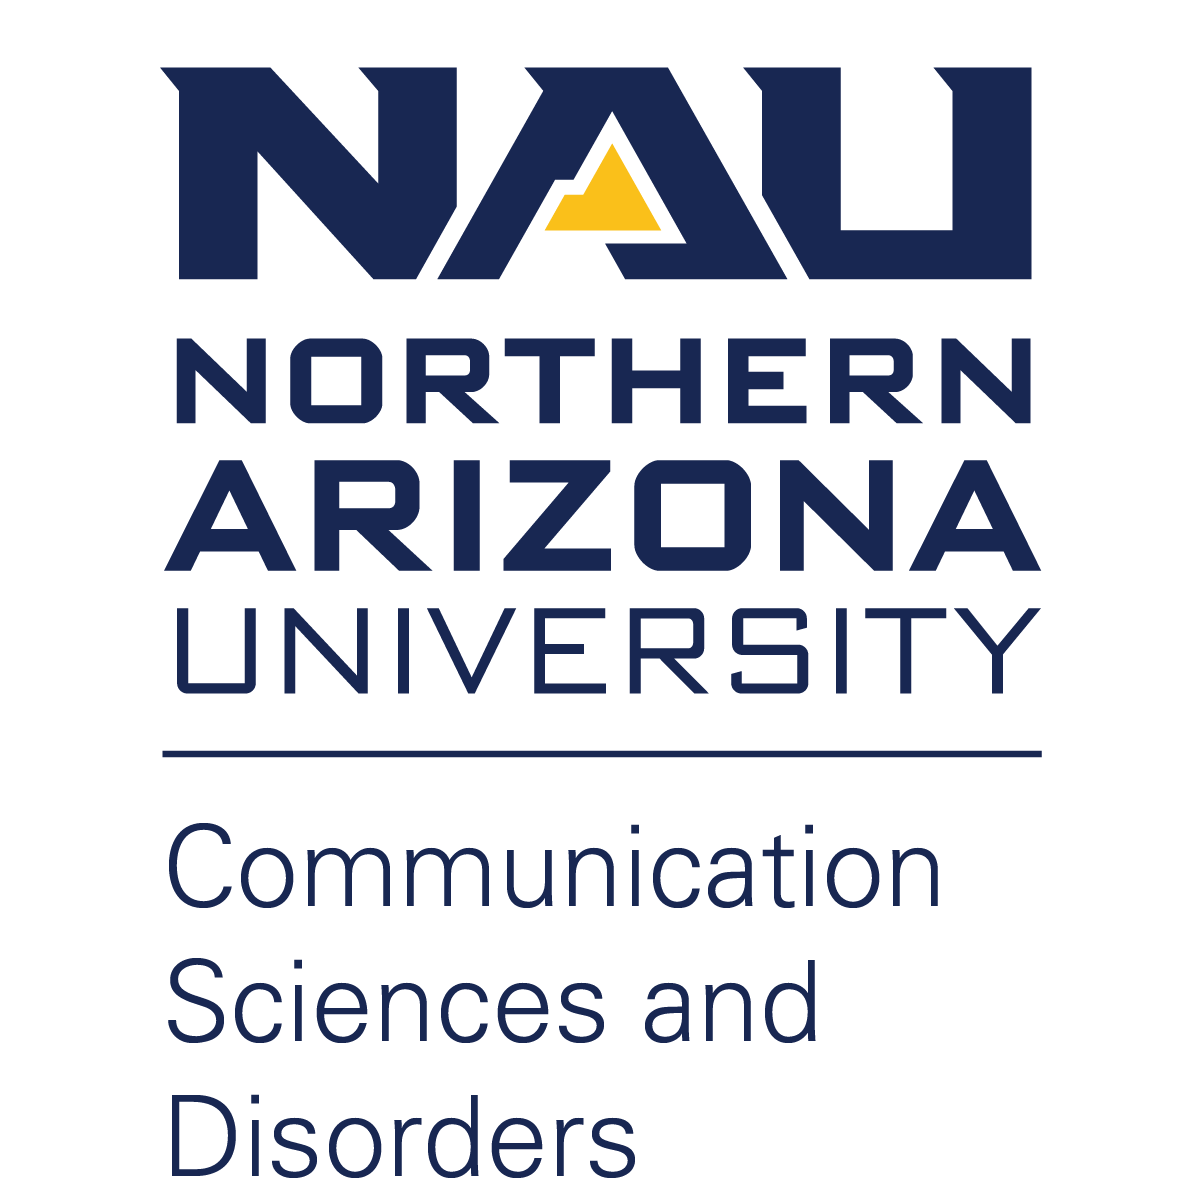 NAU
NORTHERN
ARIZONA
UNIVERSITY
Communication
Sciences and
Disorders